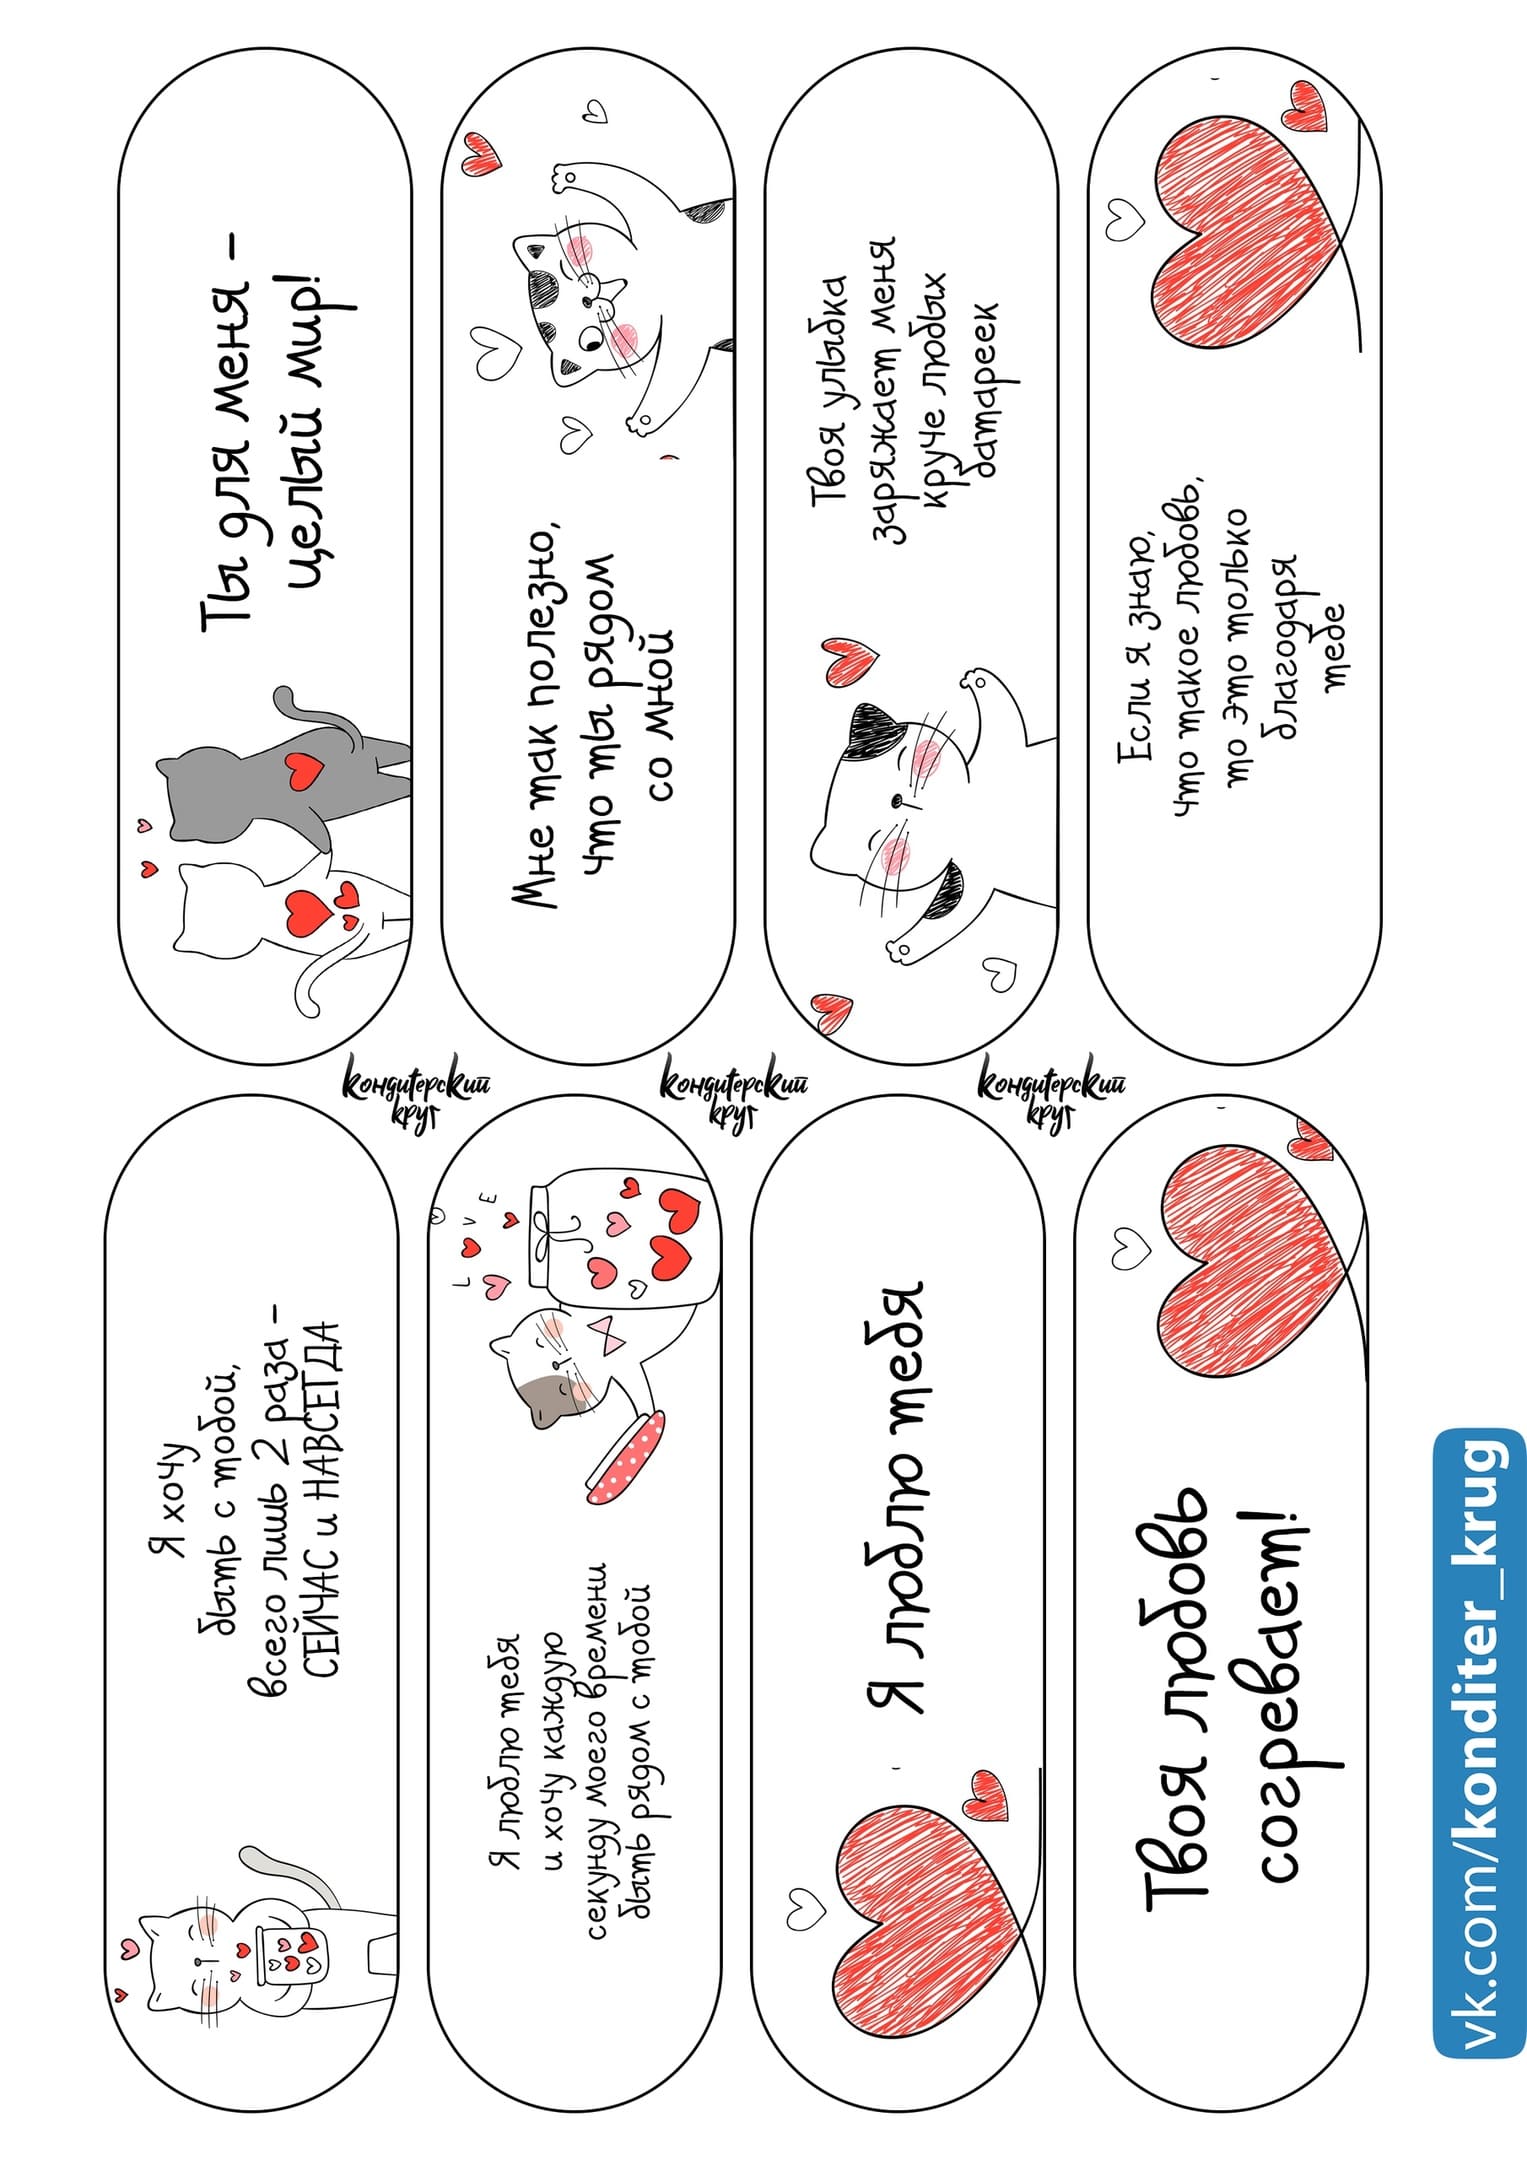 Ты для меня –
целый мир!
Мне так полезно,
что ты рядом
со мной
Твоя улыбка
заряжает меня
круче любых
батареек
Если я знаю,
что такое любовь,
то это только
благодаря
тебе
Кондитерский
круг
Кондитерский
круг
Кондитерский
круг
Я хочу
быть с тобой,
всего лишь 2 раза –
СЕЙЧАС и НАВСЕГДА
L O V E
Я люблю тебя
и хочу каждую
секунду моего времени
быть рядом с тобой
Я люблю тебя
Твоя любовь
согревает!
vk.com/konditer_krug